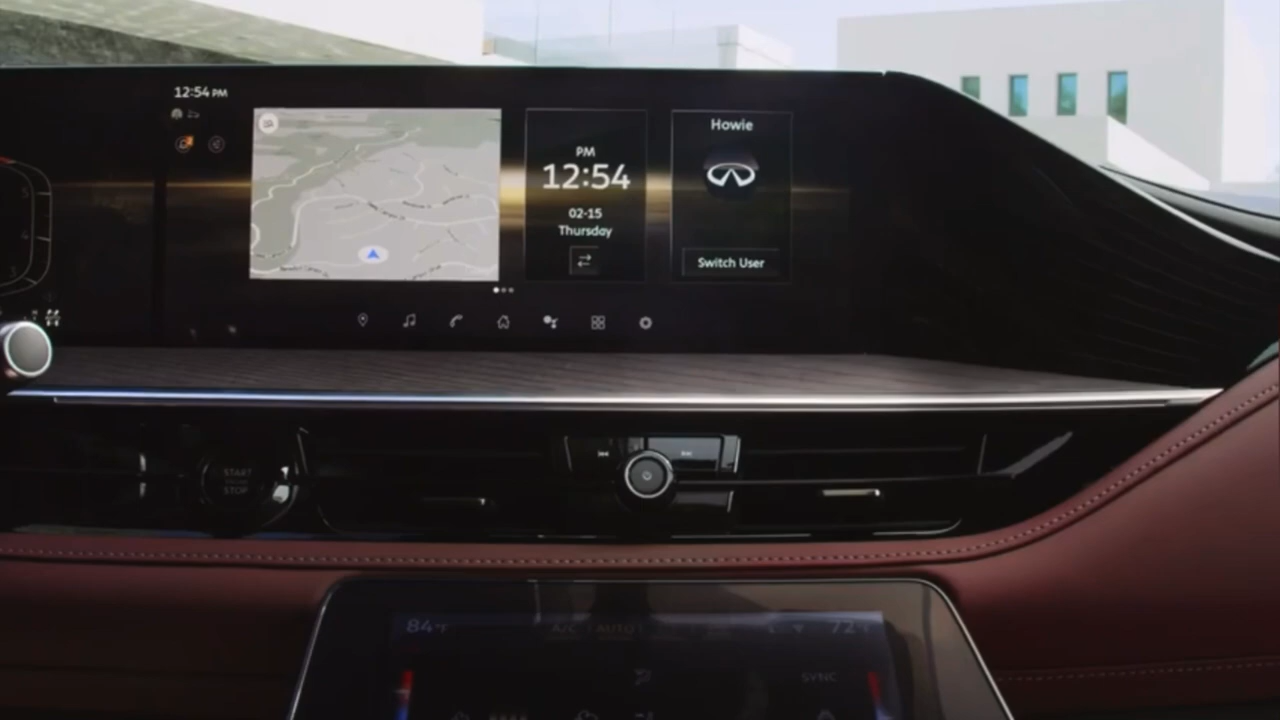 12:54 PM
PM
12:54
02-15
Thursday
Howie
Switch User
START
STOP
84°F
A/C
AUTO
72
SYNC